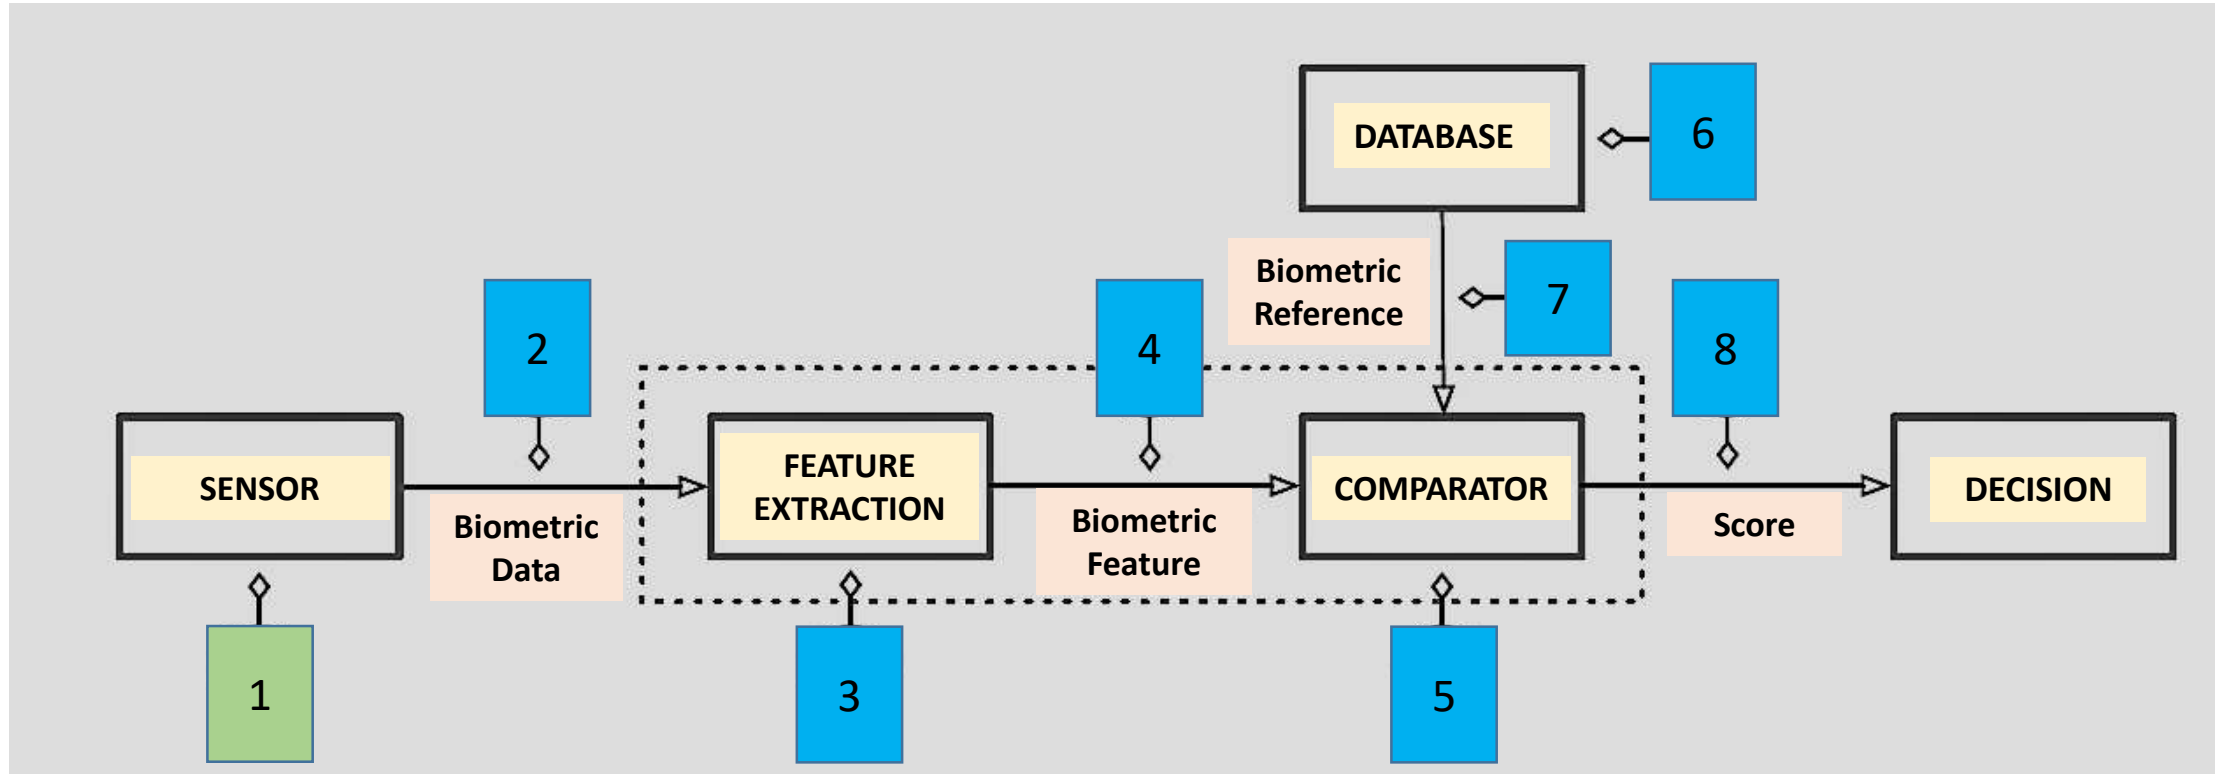 DATABASE
6
Biometric
Reference
7
2
4
8
SENSOR
FEATURE
EXTRACTION
COMPARATOR
DECISION
Biometric
Data
Biometric
Feature
Score
1
3
5